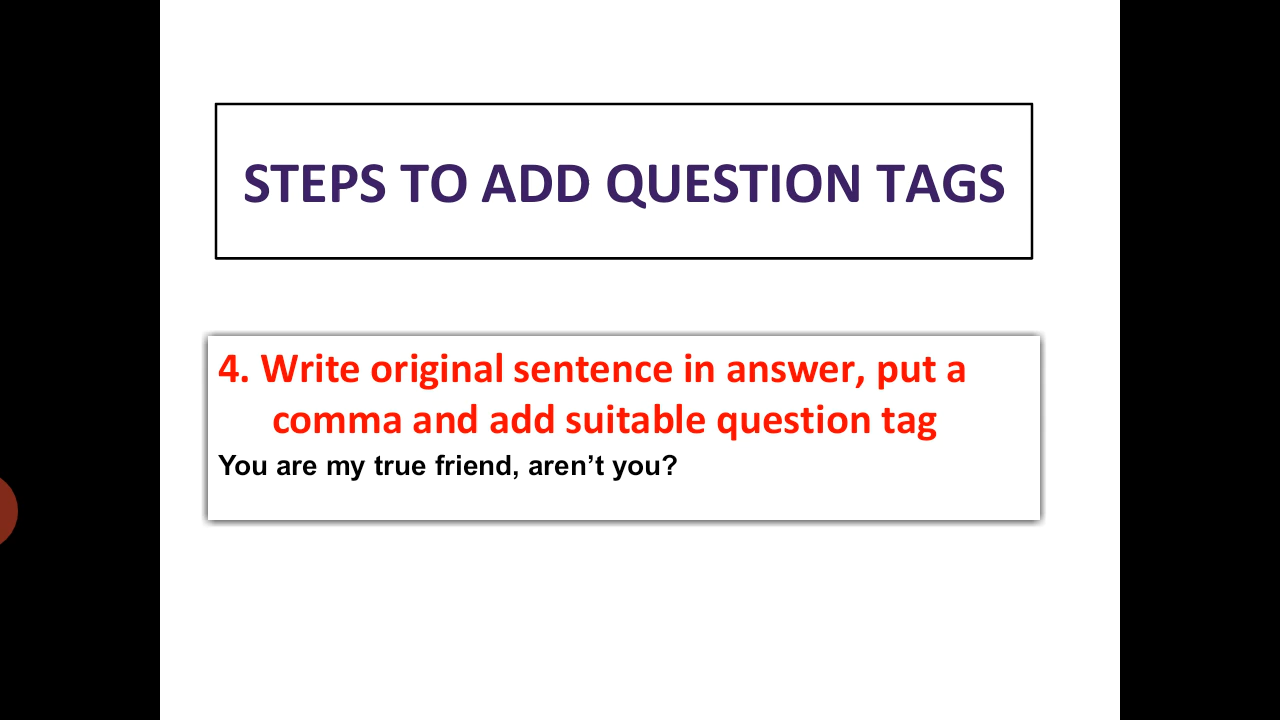 STEPS TO ADD QUESTION TAGS
4. Write original sentence in answer, put a
comma and add suitable question tag
You are my true friend, aren’t you?